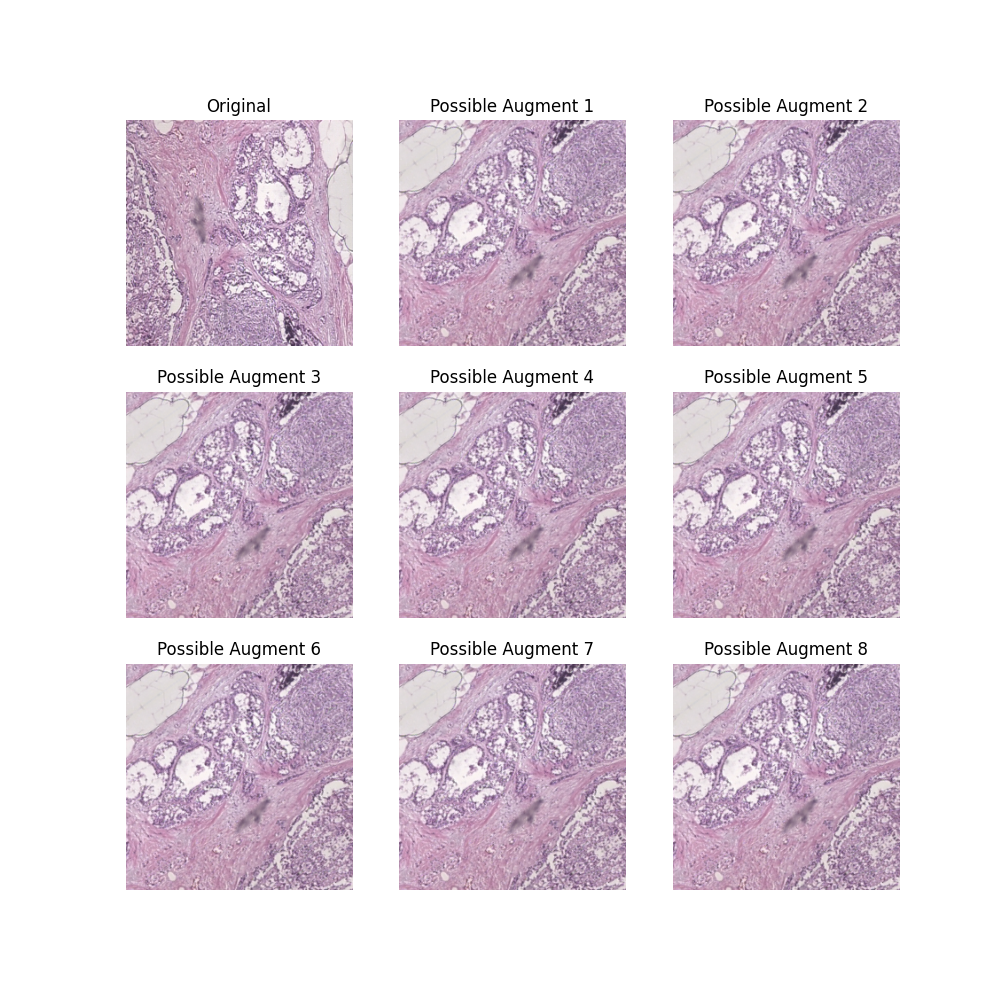 Original
Possible Augment 1
Possible Augment 2
Possible Augment 3
Possible Augment 4
Possible Augment 5
Possible Augment 6
Possible Augment 7
Possible Augment 8